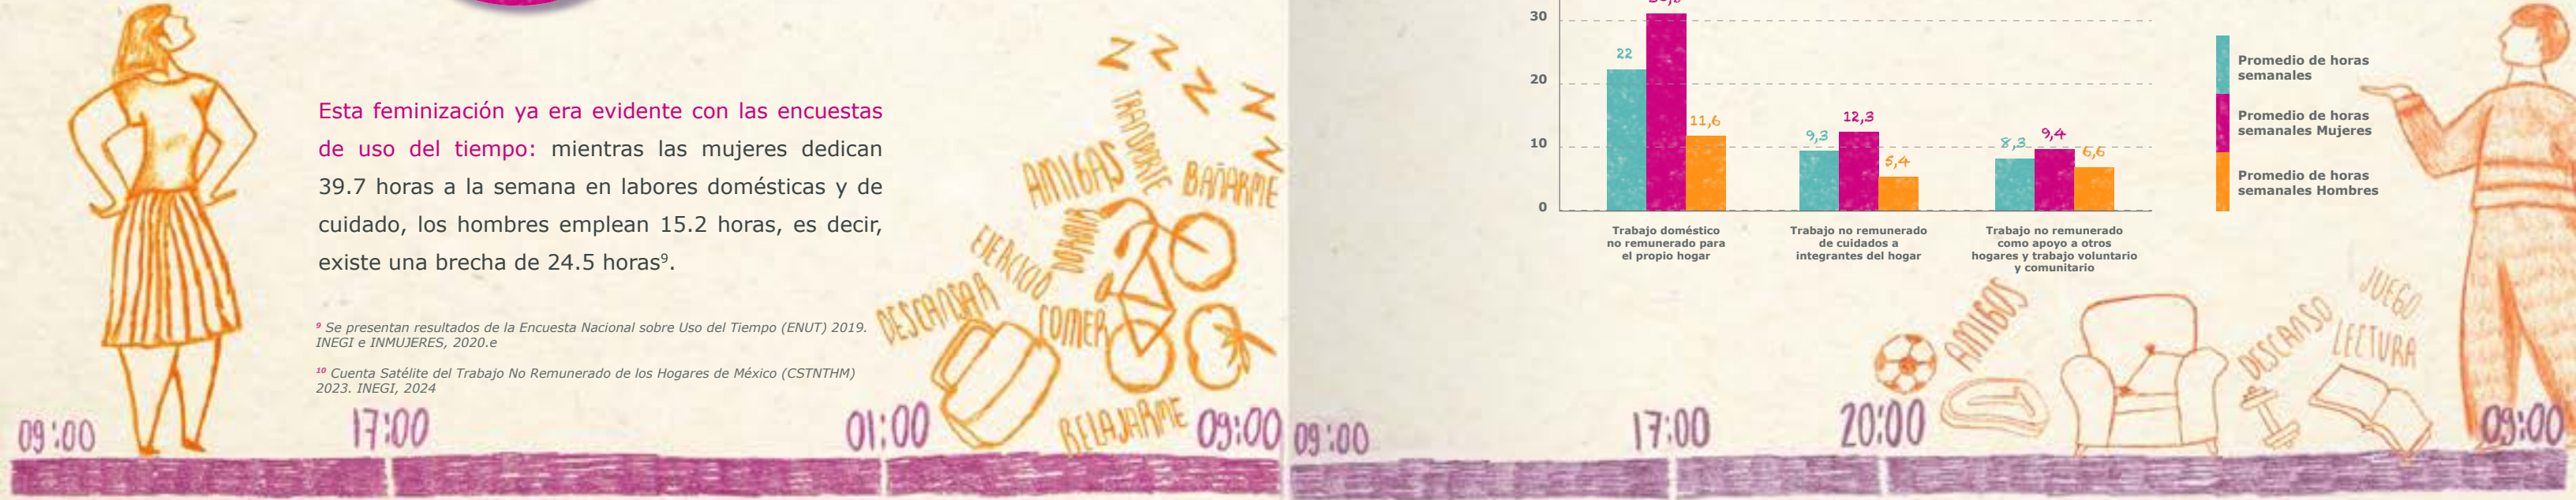 Esta feminización ya era evidente con las encuestas
de uso del tiempo: mientras las mujeres dedican
39.7 horas a la semana en labores domésticas y de
cuidado, los hombres emplean 15.2 horas, es decir,
existe una brecha de 24.5 horas⁹.
⁹ Se presentan resultados de la Encuesta Nacional sobre Uso del Tiempo (ENUT) 2019.
INEGI e INMUJERES, 2020.e
¹⁰ Cuenta Satélite del Trabajo No Remunerado de los Hogares de México (CSTNTHM)
2023. INEGI, 2024
Z Z Z Z Z
AMIGAS
BAÑARME
EJERCICIO
DORMIR
DESCANSAR
COMER
BELAJARME
09:00
17:00
01:00
09:00
30
20
10
0
22
11,6
9,3
12,3
5,4
8,3
9,4
6,6
Trabajo doméstico
no remunerado para
el propio hogar
Trabajo no remunerado
de cuidados a
integrantes del hogar
Trabajo no remunerado
como apoyo a otros
hogares y trabajo voluntario
y comunitario
Promedio de horas
semanales
Promedio de horas
semanales Mujeres
Promedio de horas
semanales Hombres
AMIGOS
DESCANSO
JUEGO
LECTURA
09:00
17:00
20:00
09:00